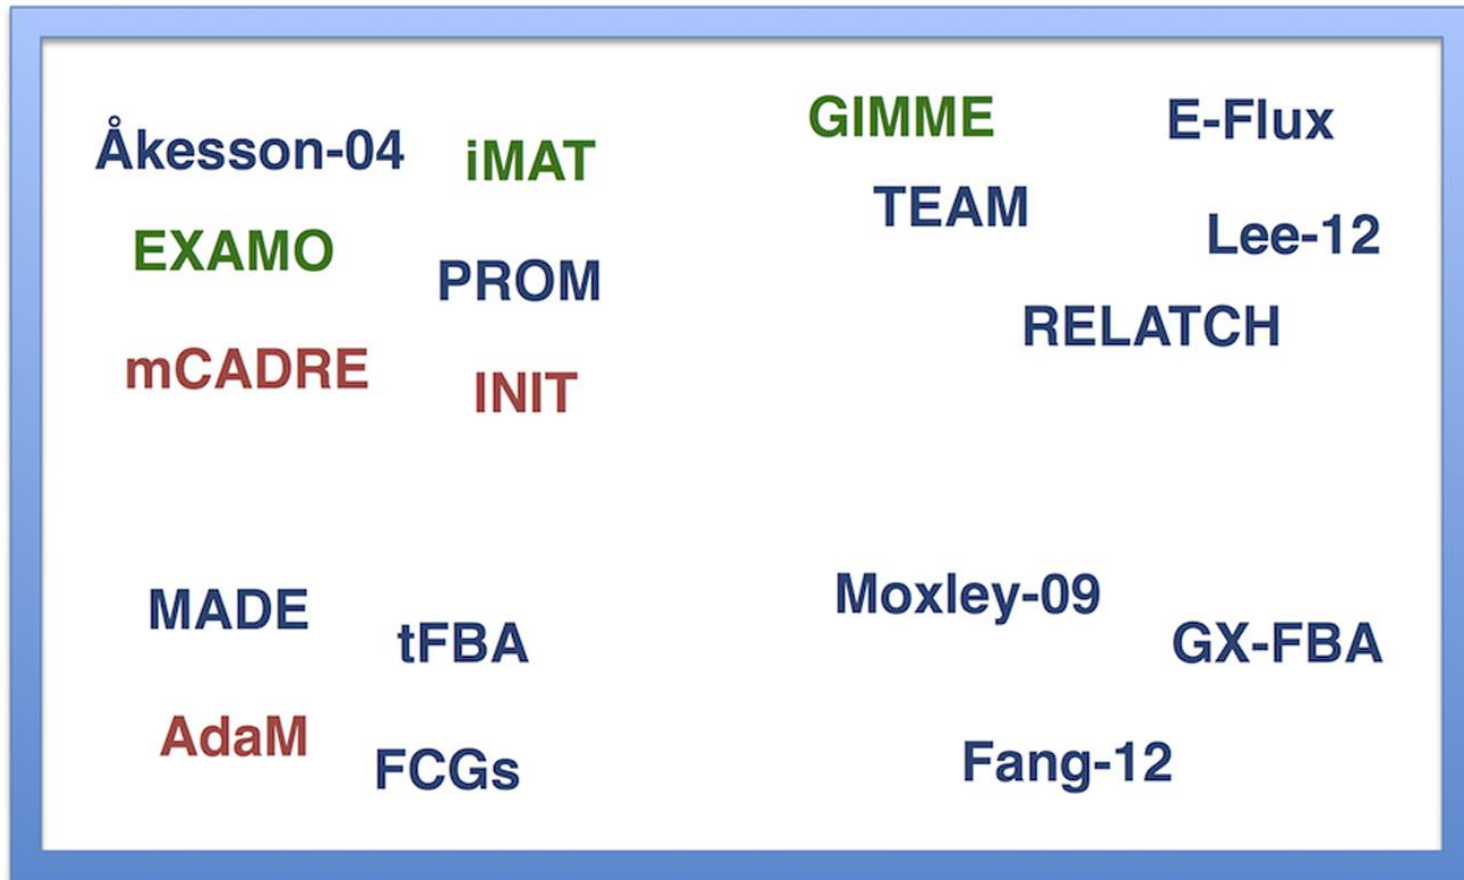 Åkesson-04
iMAT
EXAMO
PROM
mCADRE
INIT
GIMME
E-Flux
TEAM
Lee-12
RELATCH
MADE
tFBA
AdaM
FCGs
Moxley-09
GX-FBA
Fang-12